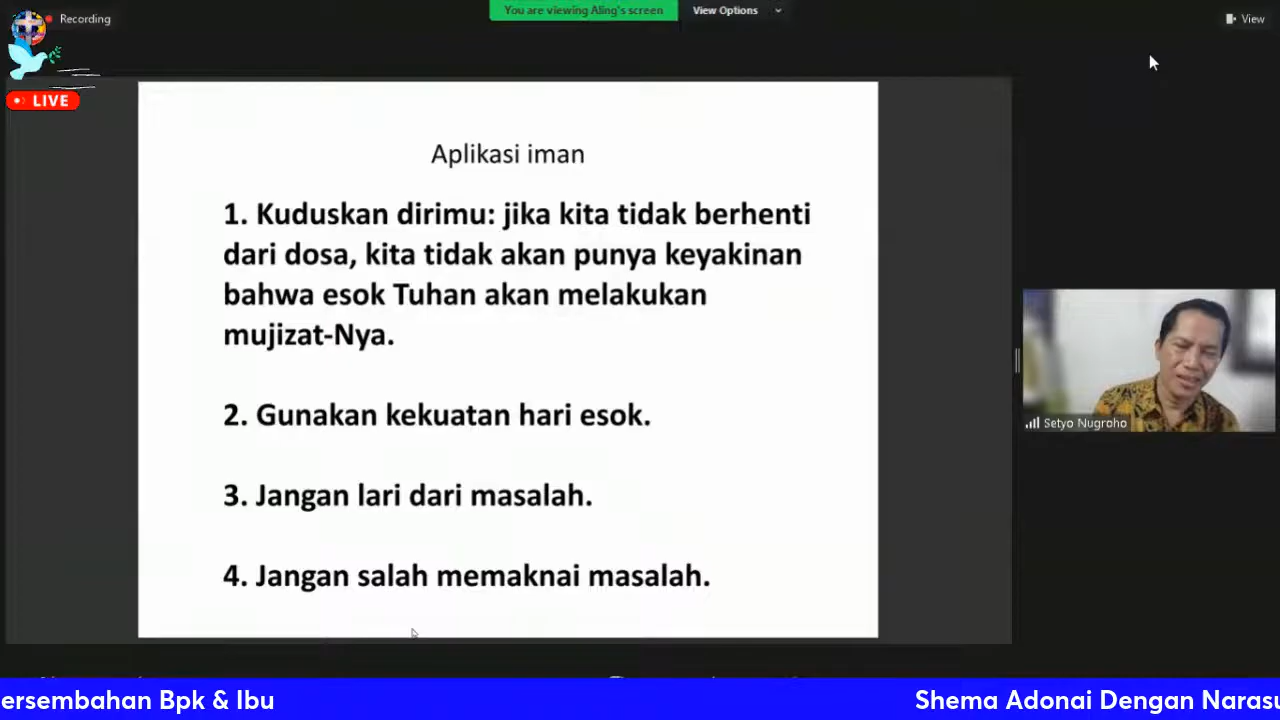 Recording
You are viewing Aling's screen
View Options
View
LIVE
Aplikasi iman
1. Kuduskan dirimu: jika kita tidak berhenti
dari dosa, kita tidak akan punya keyakinan
bahwa esok Tuhan akan melakukan
mujizat-Nya.
2. Gunakan kekuatan hari esok.
3. Jangan lari dari masalah.
4. Jangan salah memaknai masalah.
Setyo Nugroho
ersembahan Bpk & Ibu
Shema Adonai Dengan Narasu